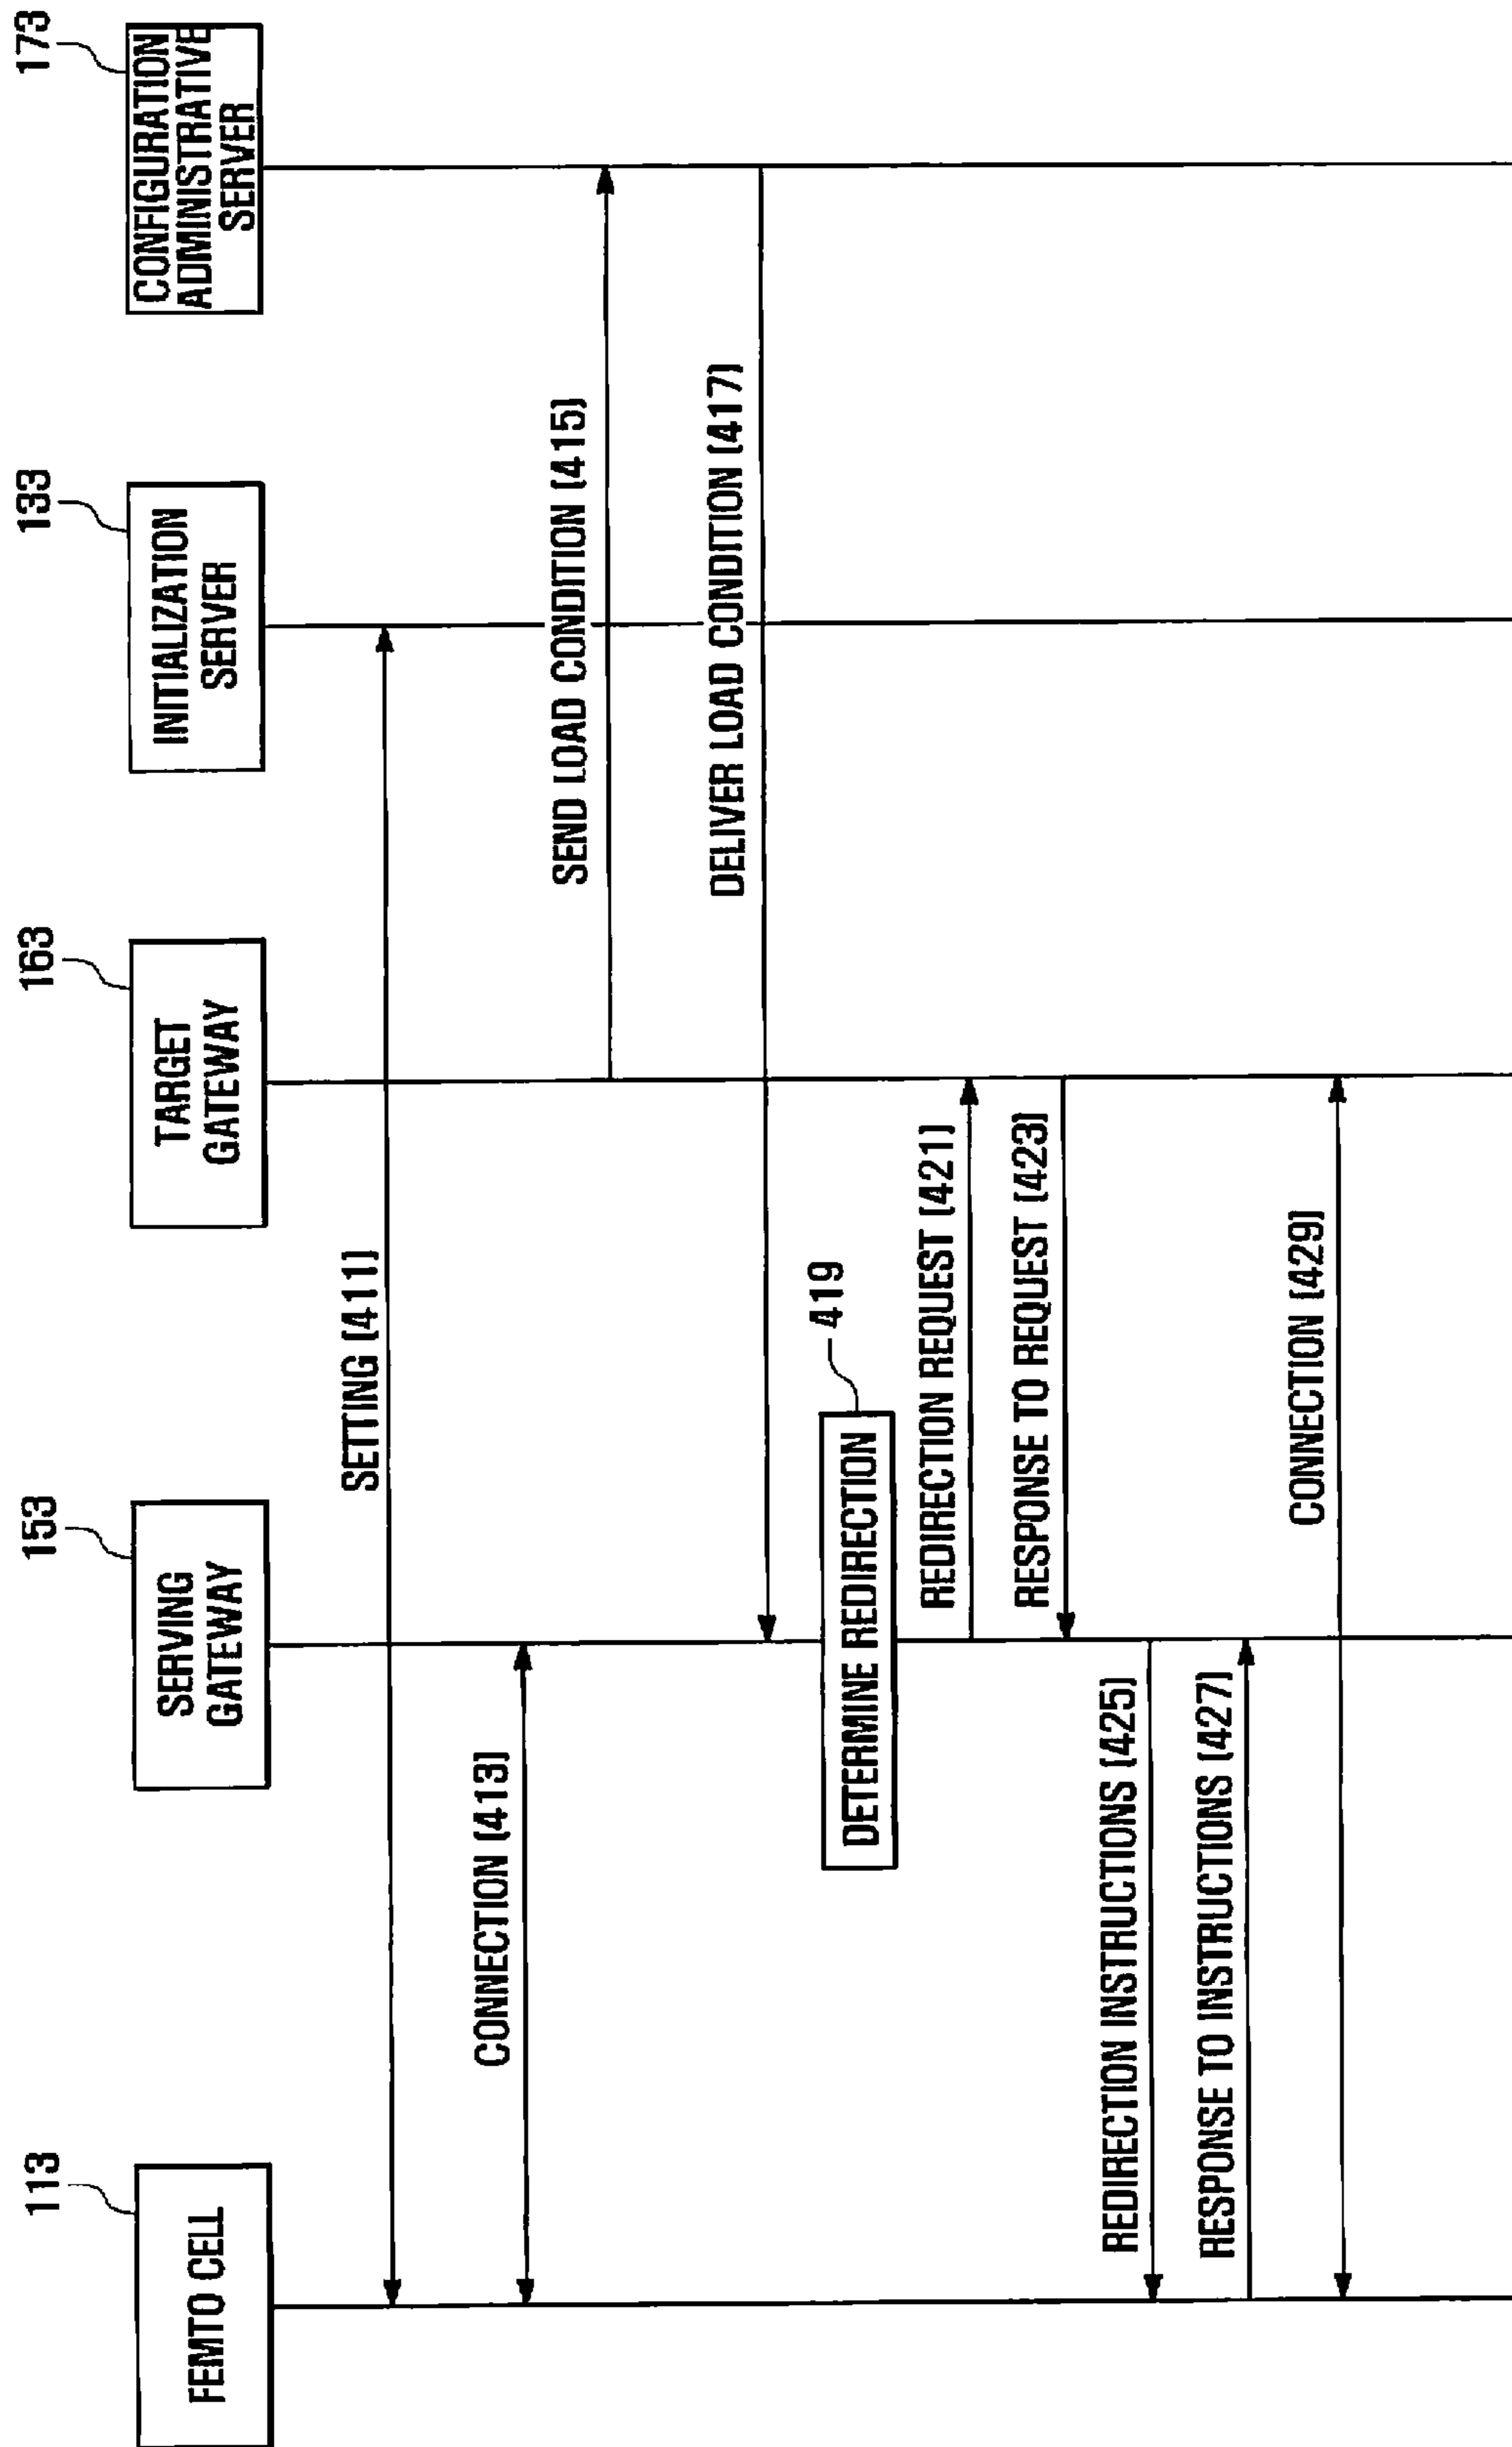 113
FEMTO CELL
153
SERVING
GATEWAY
163
TARGET
GATEWAY
133
INITIALIZATION
SERVER
173
CONFIGURATION
ADMINISTRATIVE
SERVER
SETTING (411)
CONNECTION (413)
SEND LOAD CONDITION (415)
DELIVER LOAD CONDITION (417)
419
DETERMINE REDIRECTION
REDIRECTION REQUEST (421)
RESPONSE TO REQUEST (423)
REDIRECTION INSTRUCTIONS (425)
RESPONSE TO INSTRUCTIONS (427)
CONNECTION (429)